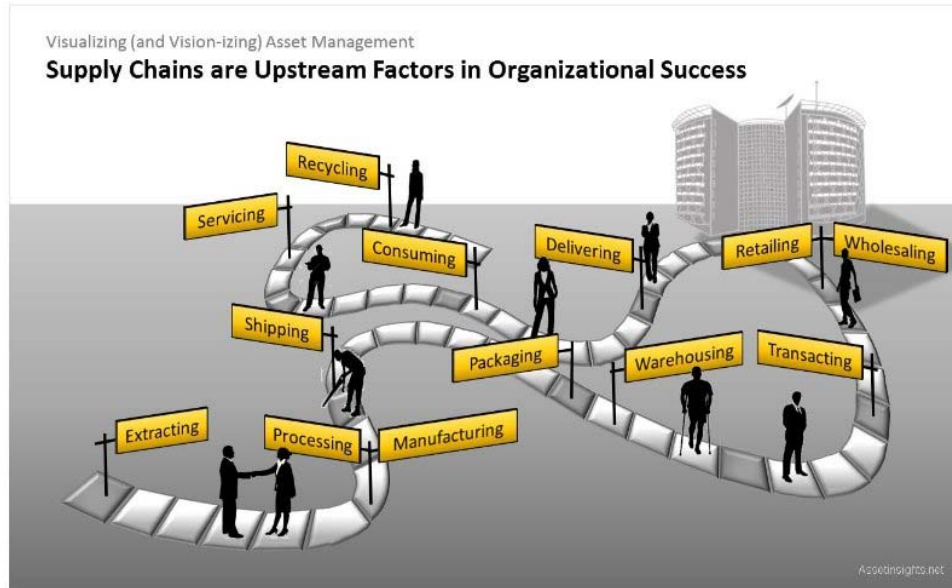 Visualizing (and Vision-izing) Asset Management
Supply Chains are Upstream Factors in Organizational Success
Recycling
Servicing
Consuming
Delivering
Retailing
Wholesaling
Shipping
Packaging
Warehousing
Transacting
Extracting
Processing
Manufacturing
Assetinsights.net